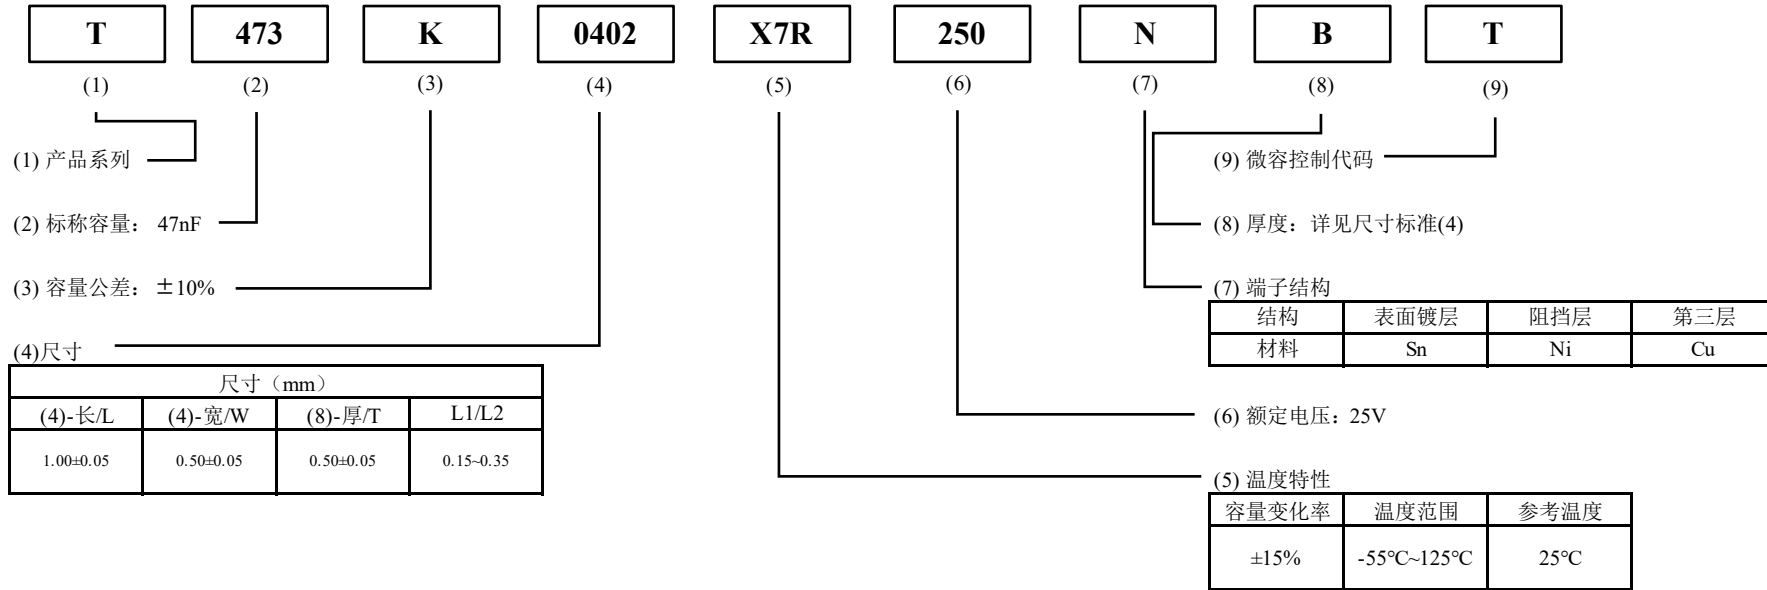 T 473 K 0402 X7R 250 N B T
(1) (2) (3) (4) (5) (6) (7) (8) (9)
(1) 产品系列
(9) 微容控制代码
(2) 标称容量： 47nF
(8) 厚度：详见尺寸标准(4)
(3) 容量公差：±10%
(7) 端子结构
结构 表面镀层 阻挡层 第三层
材料 Sn Ni Cu
(4)尺寸
尺寸（mm）
(4)-长/L (4)-宽/W (8)-厚/T L1/L2
1.00±0.05 0.50±0.05 0.50±0.05 0.15~0.35
(6) 额定电压：25V
(5) 温度特性
容量变化率 温度范围 参考温度
±15% -55℃~125℃ 25℃